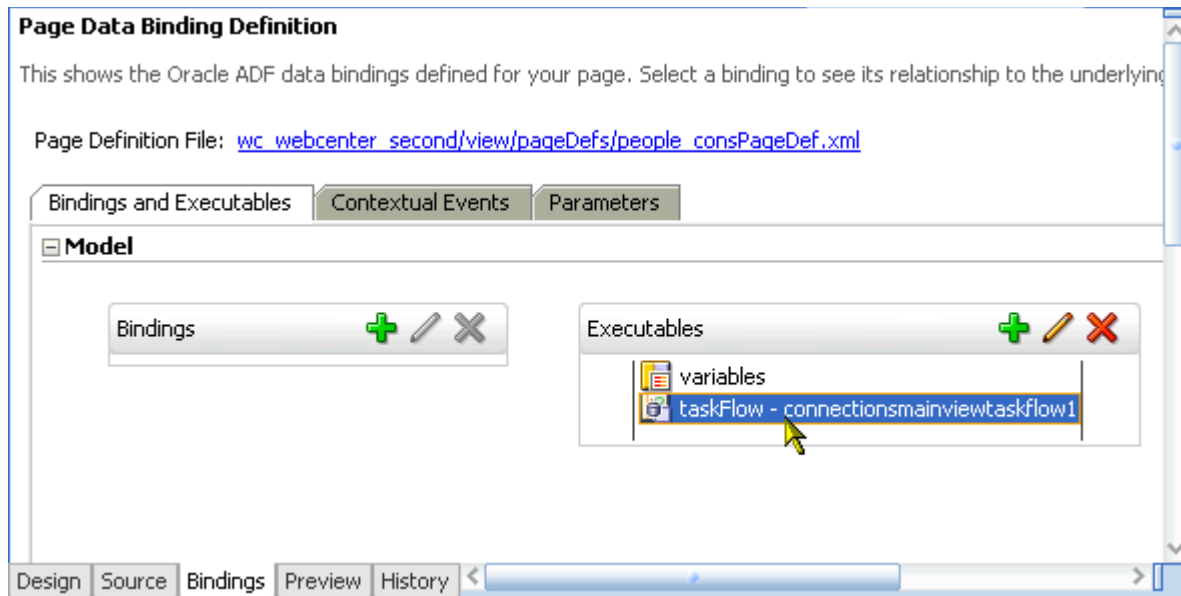 Page Data Binding Definition
This shows the Oracle ADF data bindings defined for your page. Select a binding to see its relationship to the underlying
Page Definition File: wc_webcenter_second/view/pageDefs/people_consPageDef.xml
Bindings and Executables Contextual Events Parameters
Model
Bindings Executables
variables
taskFlow - connectionsmainviewtaskflow1
Design Source Bindings Preview History